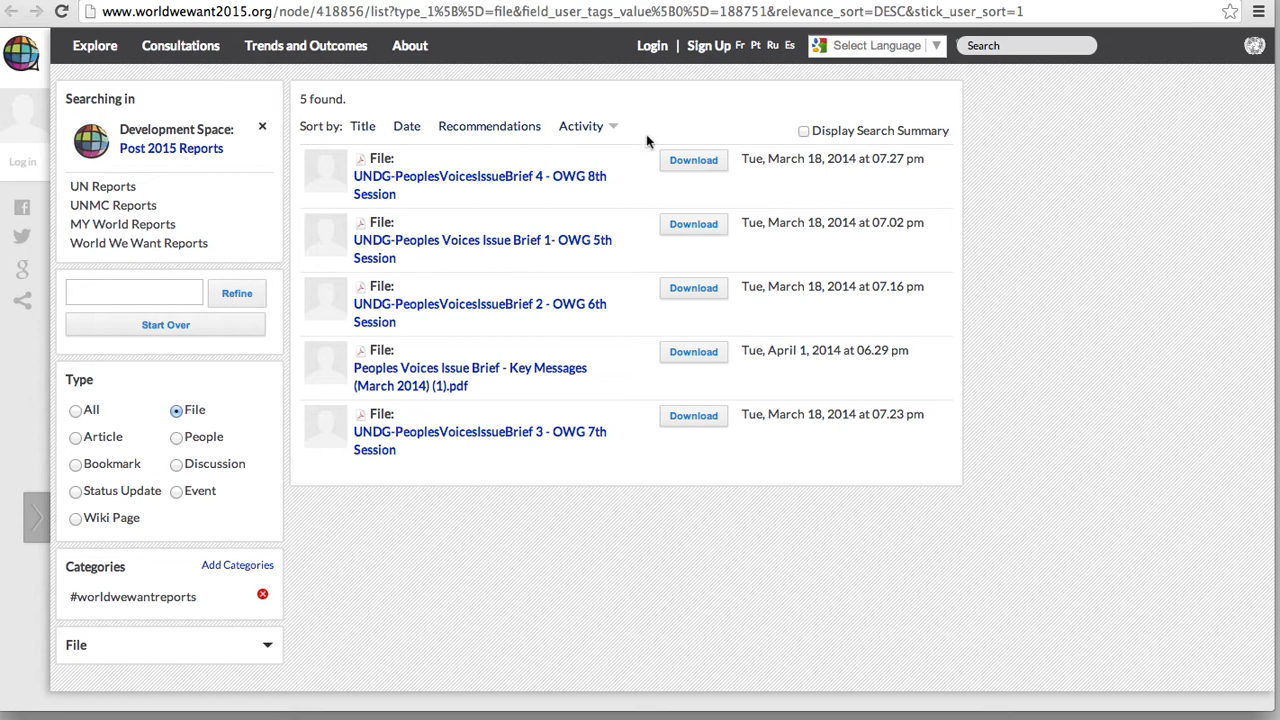 www.worldwewant2015.org/node/418856/list?type_1%5B%5D=file&field_user_tags_value%5B0%5D=188751&relevance_sort=DESC&stick_user_sort=1
Explore Consultations Trends and Outcomes About Login | Sign Up Fr Pt Ru Es Select Language Search
Log in
Searching in
Development Space:
Post 2015 Reports
UN Reports
UNMC Reports
MY World Reports
World We Want Reports
Refine
Start Over
Type
All File
Article People
Bookmark Discussion
Status Update Event
Wiki Page
Categories Add Categories
#worldwewantreports
File
5 found.
Sort by: Title Date Recommendations Activity
Display Search Summary
File: Download Tue, March 18, 2014 at 07.27 pm
UNDG-PeoplesVoicesIssueBrief 4 - OWG 8th
Session
File: Download Tue, March 18, 2014 at 07.02 pm
UNDG-Peoples Voices Issue Brief 1- OWG 5th
Session
File: Download Tue, March 18, 2014 at 07.16 pm
UNDG-PeoplesVoicesIssueBrief 2 - OWG 6th
Session
File: Download Tue, April 1, 2014 at 06.29 pm
Peoples Voices Issue Brief - Key Messages
(March 2014) (1).pdf
File: Download Tue, March 18, 2014 at 07.23 pm
UNDG-PeoplesVoicesIssueBrief 3 - OWG 7th
Session